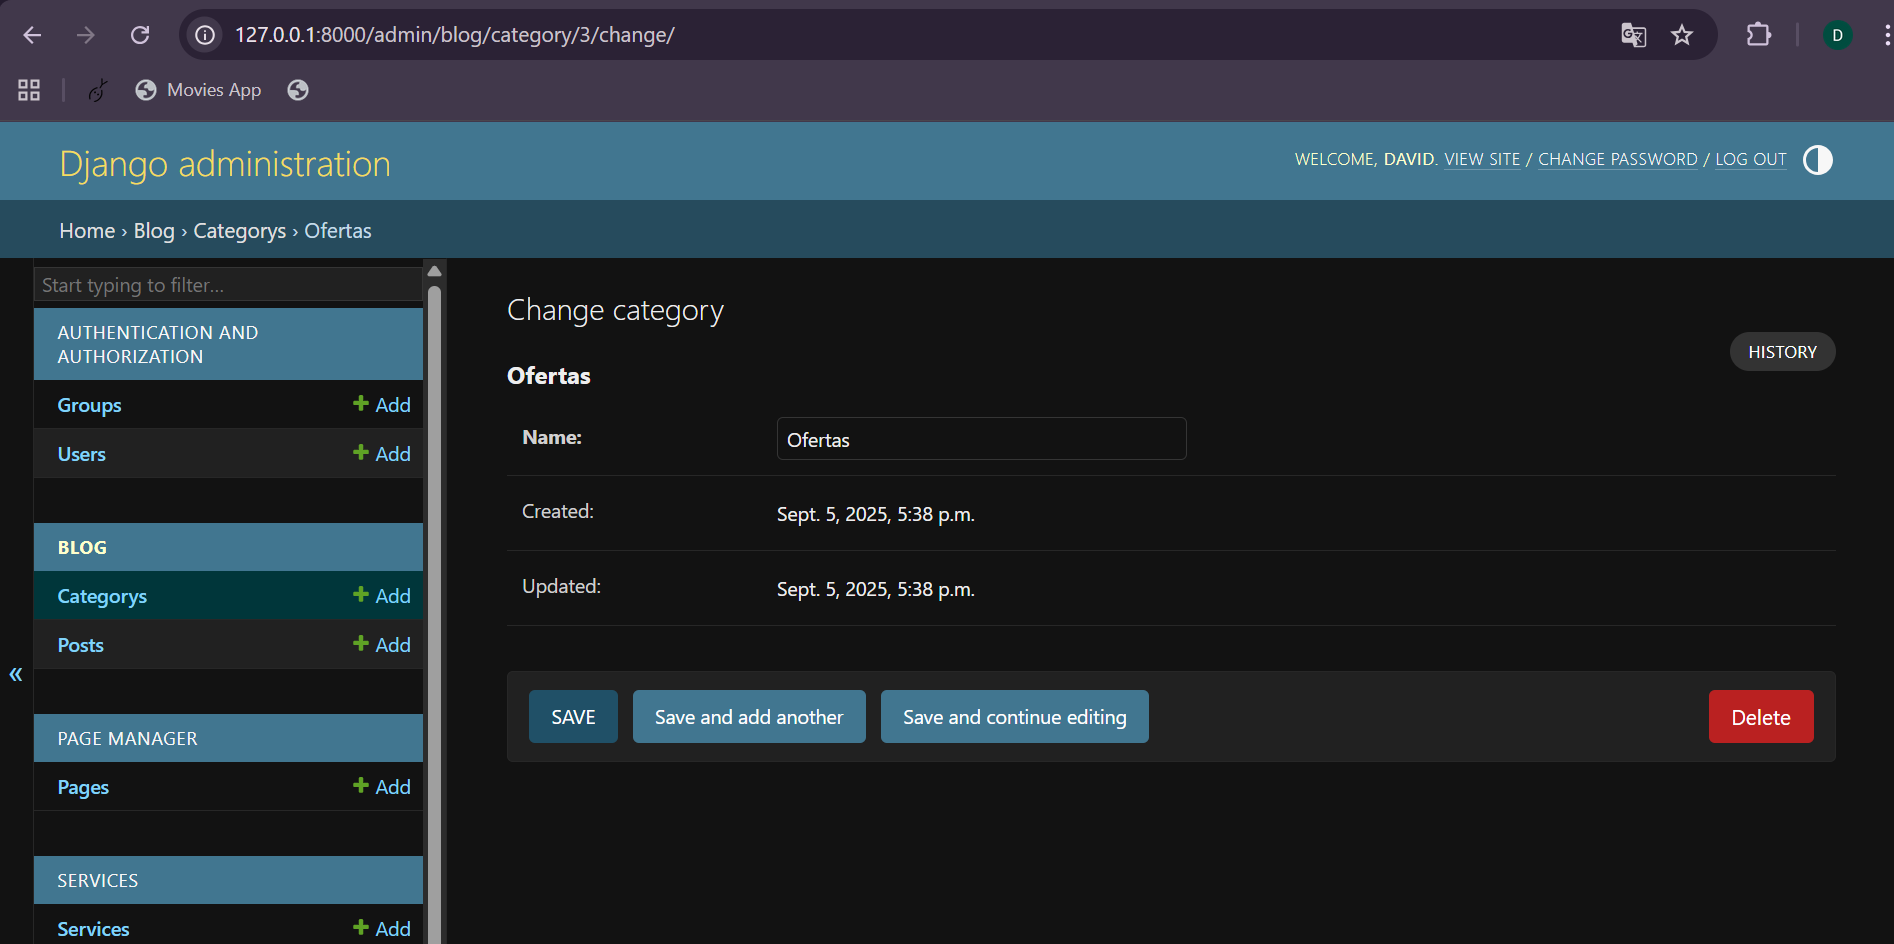 127.0.0.1:8000/admin/blog/category/3/change/
D
Movies App
Django administration
WELCOME, DAVID. VIEW SITE / CHANGE PASSWORD / LOG OUT
Home › Blog › Categorys › Ofertas
Start typing to filter...
AUTHENTICATION AND
AUTHORIZATION
Groups + Add
Users + Add
BLOG
Categorys + Add
Posts + Add
«
PAGE MANAGER
Pages + Add
SERVICES
Services + Add
Change category
HISTORY
Ofertas
Name: Ofertas
Created: Sept. 5, 2025, 5:38 p.m.
Updated: Sept. 5, 2025, 5:38 p.m.
SAVE Save and add another Save and continue editing Delete